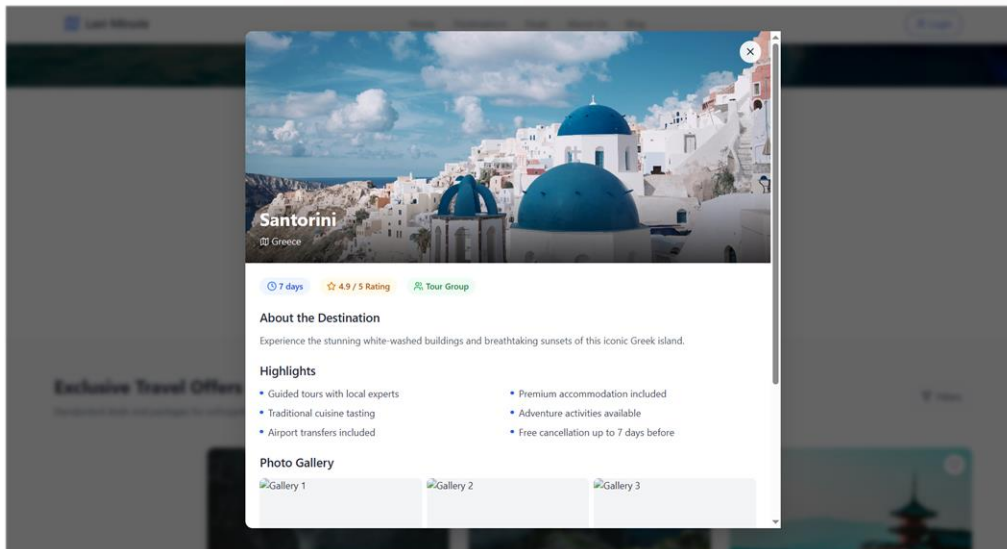 Last Minute
Santorini
Greece
7 days
4.9 / 5 Rating
Tour Group
About the Destination
Experience the stunning white-washed buildings and breathtaking sunsets of this iconic Greek island.
Highlights
Guided tours with local experts
Premium accommodation included
Traditional cuisine tasting
Adventure activities available
Airport transfers included
Free cancellation up to 7 days before
Photo Gallery
Gallery 1
Gallery 2
Gallery 3
Exclusive Travel Offers